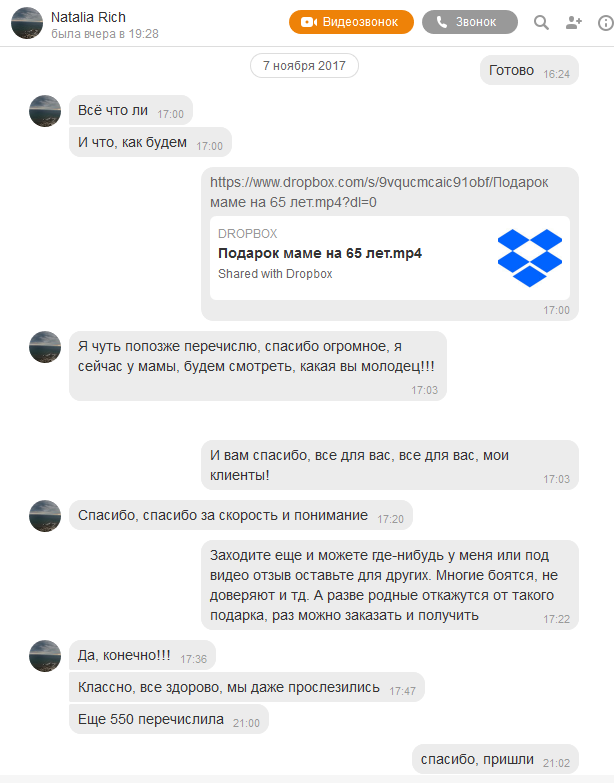 Natalia Rich
была вчера в 19:28
Видеозвонок
Звонок
7 ноября 2017
Готово 16:24
Всё что ли 17:00
И что, как будем 17:00
https://www.dropbox.com/s/9vqucmcaic91obf/Подарок
маме на 65 лет.mp4?dl=0
DROPBOX
Подарок маме на 65 лет.mp4
Shared with Dropbox
17:00
Я чуть попозже перечислю, спасибо огромное, я
сейчас у мамы, будем смотреть, какая вы молодец!!!
17:03
И вам спасибо, все для вас, все для вас, мои
клиенты! 17:03
Спасибо, спасибо за скорость и понимание 17:20
Заходите еще и можете где-нибудь у меня или под
видео отзыв оставьте для других. Многие боятся, не
доверяют и тд. А разве родные откажутся от такого
подарка, раз можно заказать и получить 17:22
Да, конечно!!! 17:36
Классно, все здорово, мы даже прослезились 17:47
Еще 550 перечислила 21:00
спасибо, пришли 21:02